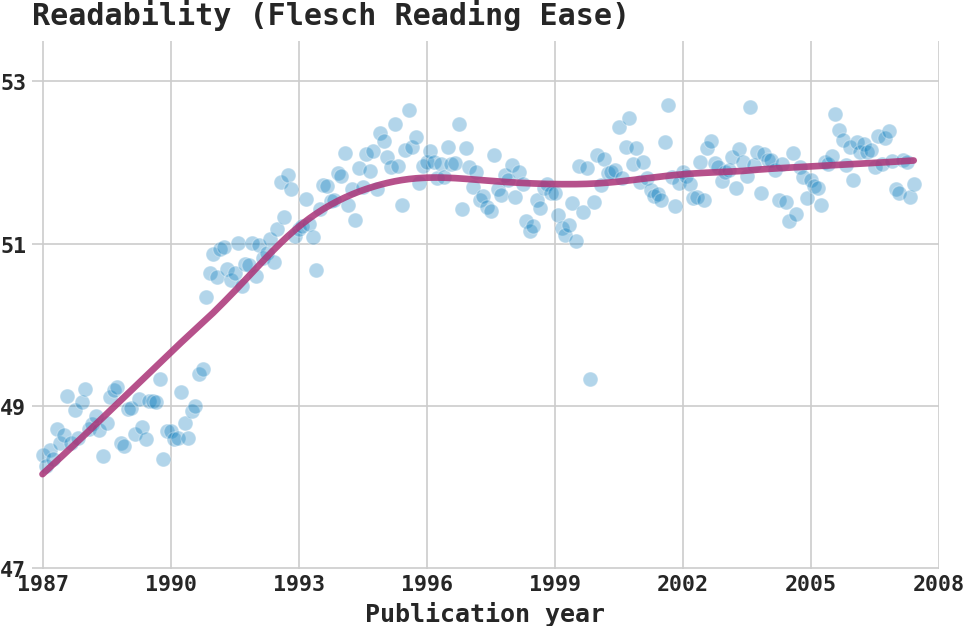 Readability (Flesch Reading Ease)
53
51
49
47
1987 1990 1993 1996 1999 2002 2005 2008
Publication year